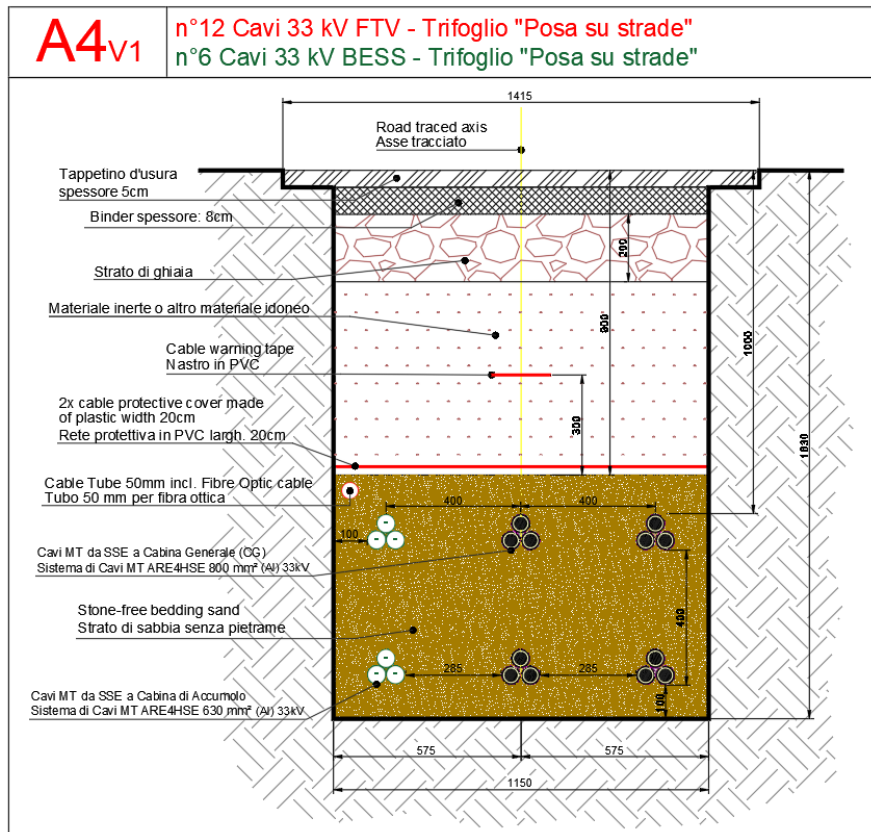 A4V1
n°12 Cavi 33 kV FTV - Trifoglio "Posa su strade"
n°6 Cavi 33 kV BESS - Trifoglio "Posa su strade"
1415
Road traced axis
Asse tracciato
Tappetino d'usura
spessore 5cm
Binder spessore: 8cm
200
Strato di ghiaia
Materiale inerte o altro materiale idoneo
900
1000
Cable warning tape
Nastro in PVC
300
1630
2x cable protective cover made
of plastic width 20cm
Rete protettiva in PVC largh. 20cm
Cable Tube 50mm incl. Fibre Optic cable
Tubo 50 mm per fibra ottica
400
400
100
Cavi MT da SSE a Cabina Generale (CG)
Sistema di Cavi MT ARE4HSE 800 mm² (Al) 33kV
400
Stone-free bedding sand
Strato di sabbia senza pietrame
285
285
Cavi MT da SSE a Cabina di Accumolo
Sistema di Cavi MT ARE4HSE 630 mm² (Al) 33kV
100
575
575
1150